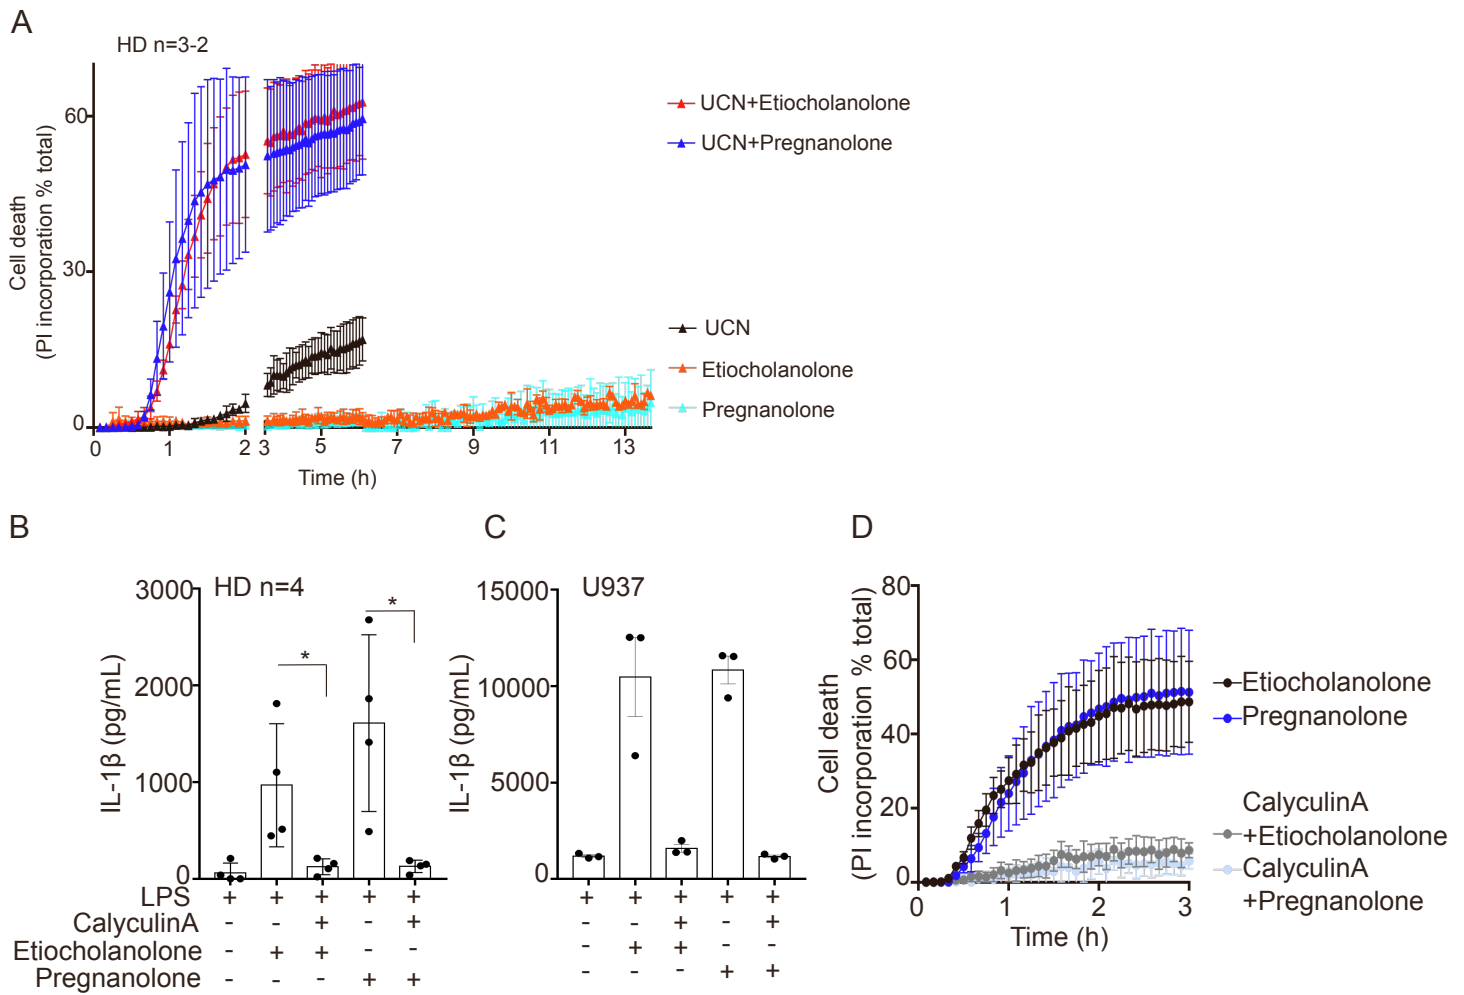 A
HD n=3-2
Cell death
(PI incorporation % total)
60
30
0
0 1 2 3 5 7 9 11 13
Time (h)
UCN+Etiocholanolone
UCN+Pregnanolone
UCN
Etiocholanolone
Pregnanolone
B
HD n=4
IL-1β (pg/mL)
3000
2000
1000
0
*
*
LPS + + + + +
CalyculinA - - + - +
Etiocholanolone - + + - -
Pregnanolone - - - + +
C
U937
IL-1β (pg/mL)
15000
10000
5000
0
+ + + + +
- - + - +
- + + - -
- - - + +
D
Cell death
(PI incorporation % total)
80
60
40
20
0
0 1 2 3
Time (h)
Etiocholanolone
Pregnanolone
CalyculinA
+Etiocholanolone
CalyculinA
+Pregnanolone